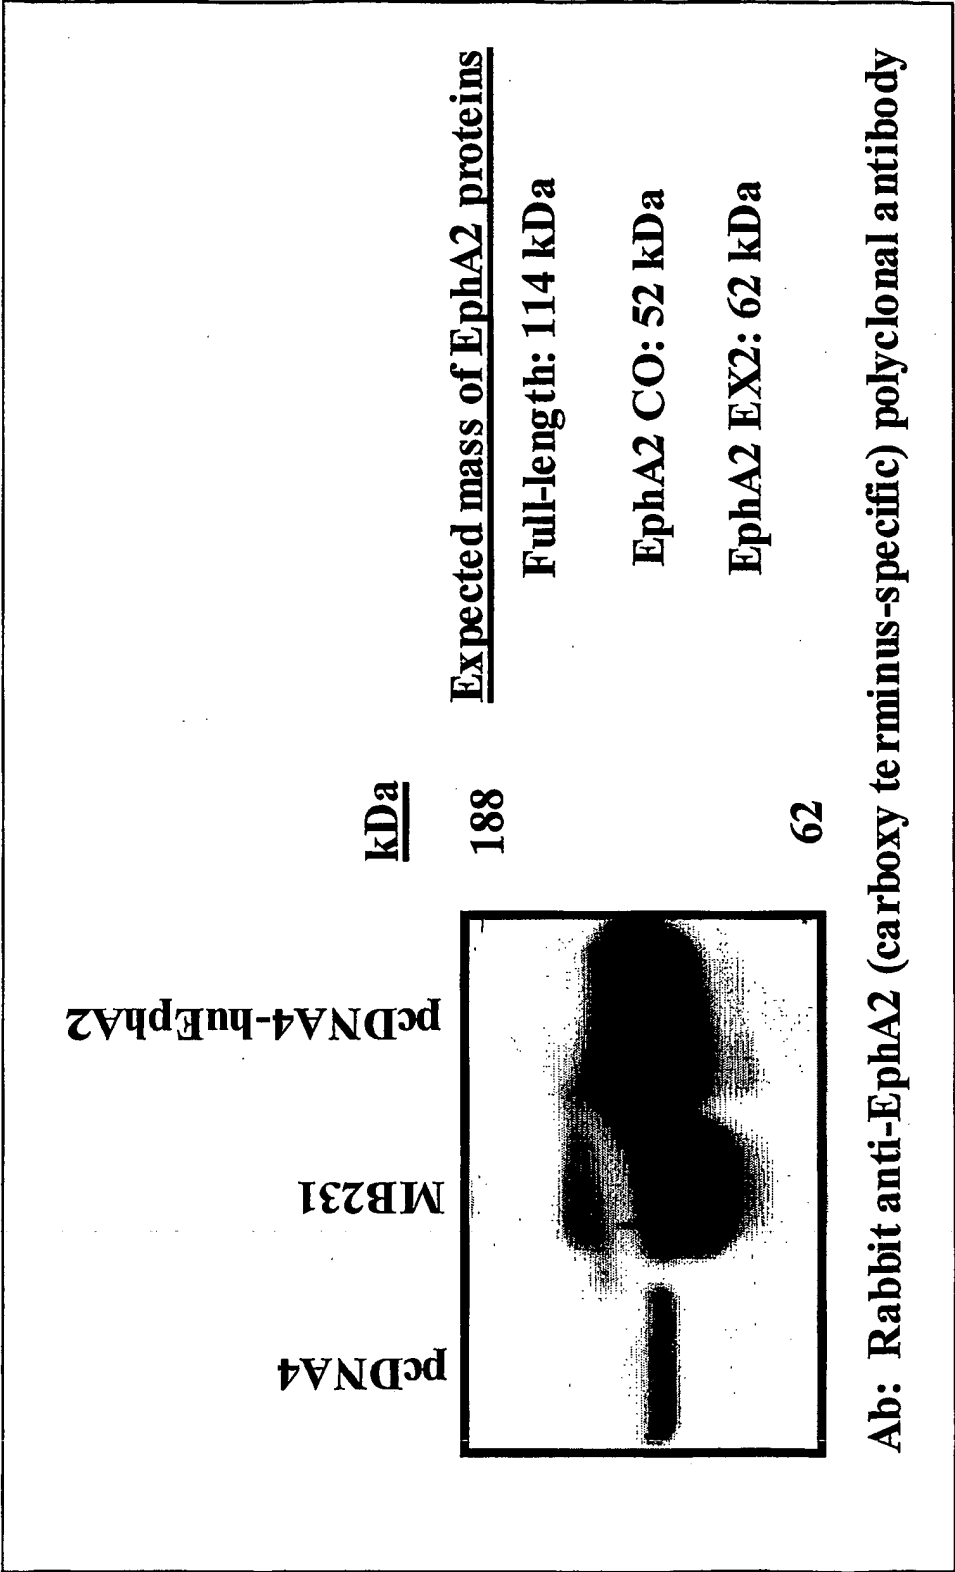 pcDNA4
MB231
pcDNA4-huEphA2
kDa
188
62
Expected mass of EphA2 proteins
Full-length: 114 kDa
EphA2 CO: 52 kDa
EphA2 EX2: 62 kDa
Ab: Rabbit anti-EphA2 (carboxy terminus-specific) polyclonal antibody